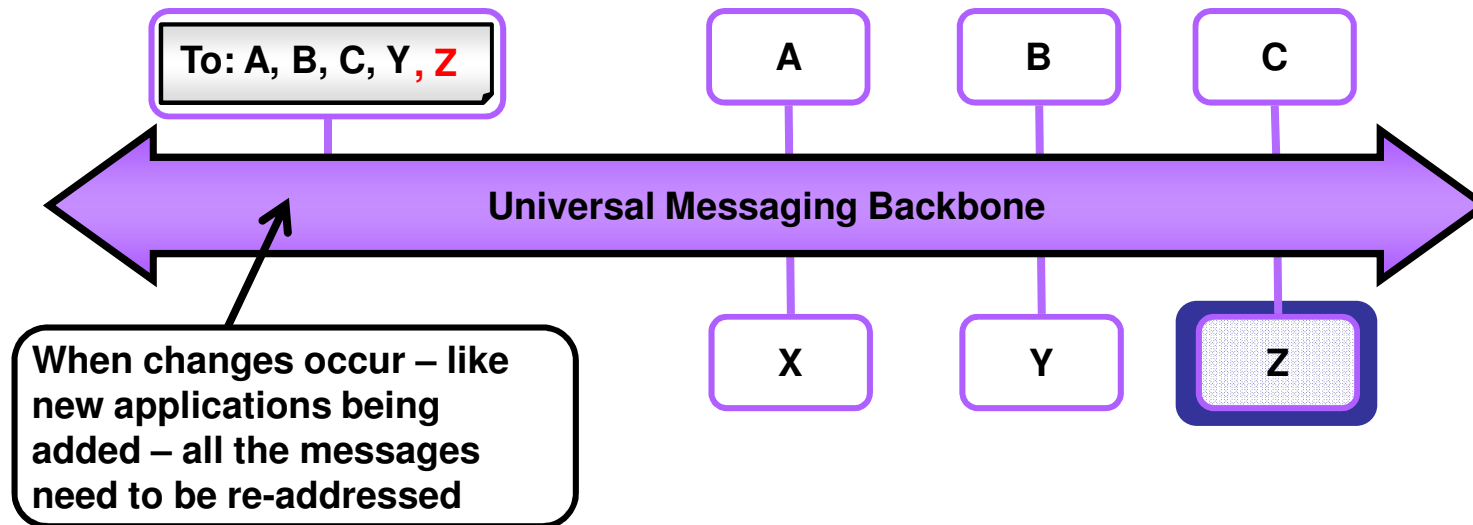 To: A, B, C, Y, Z
A
B
C
Universal Messaging Backbone
X
Y
Z
When changes occur – like
new applications being
added – all the messages
need to be re-addressed